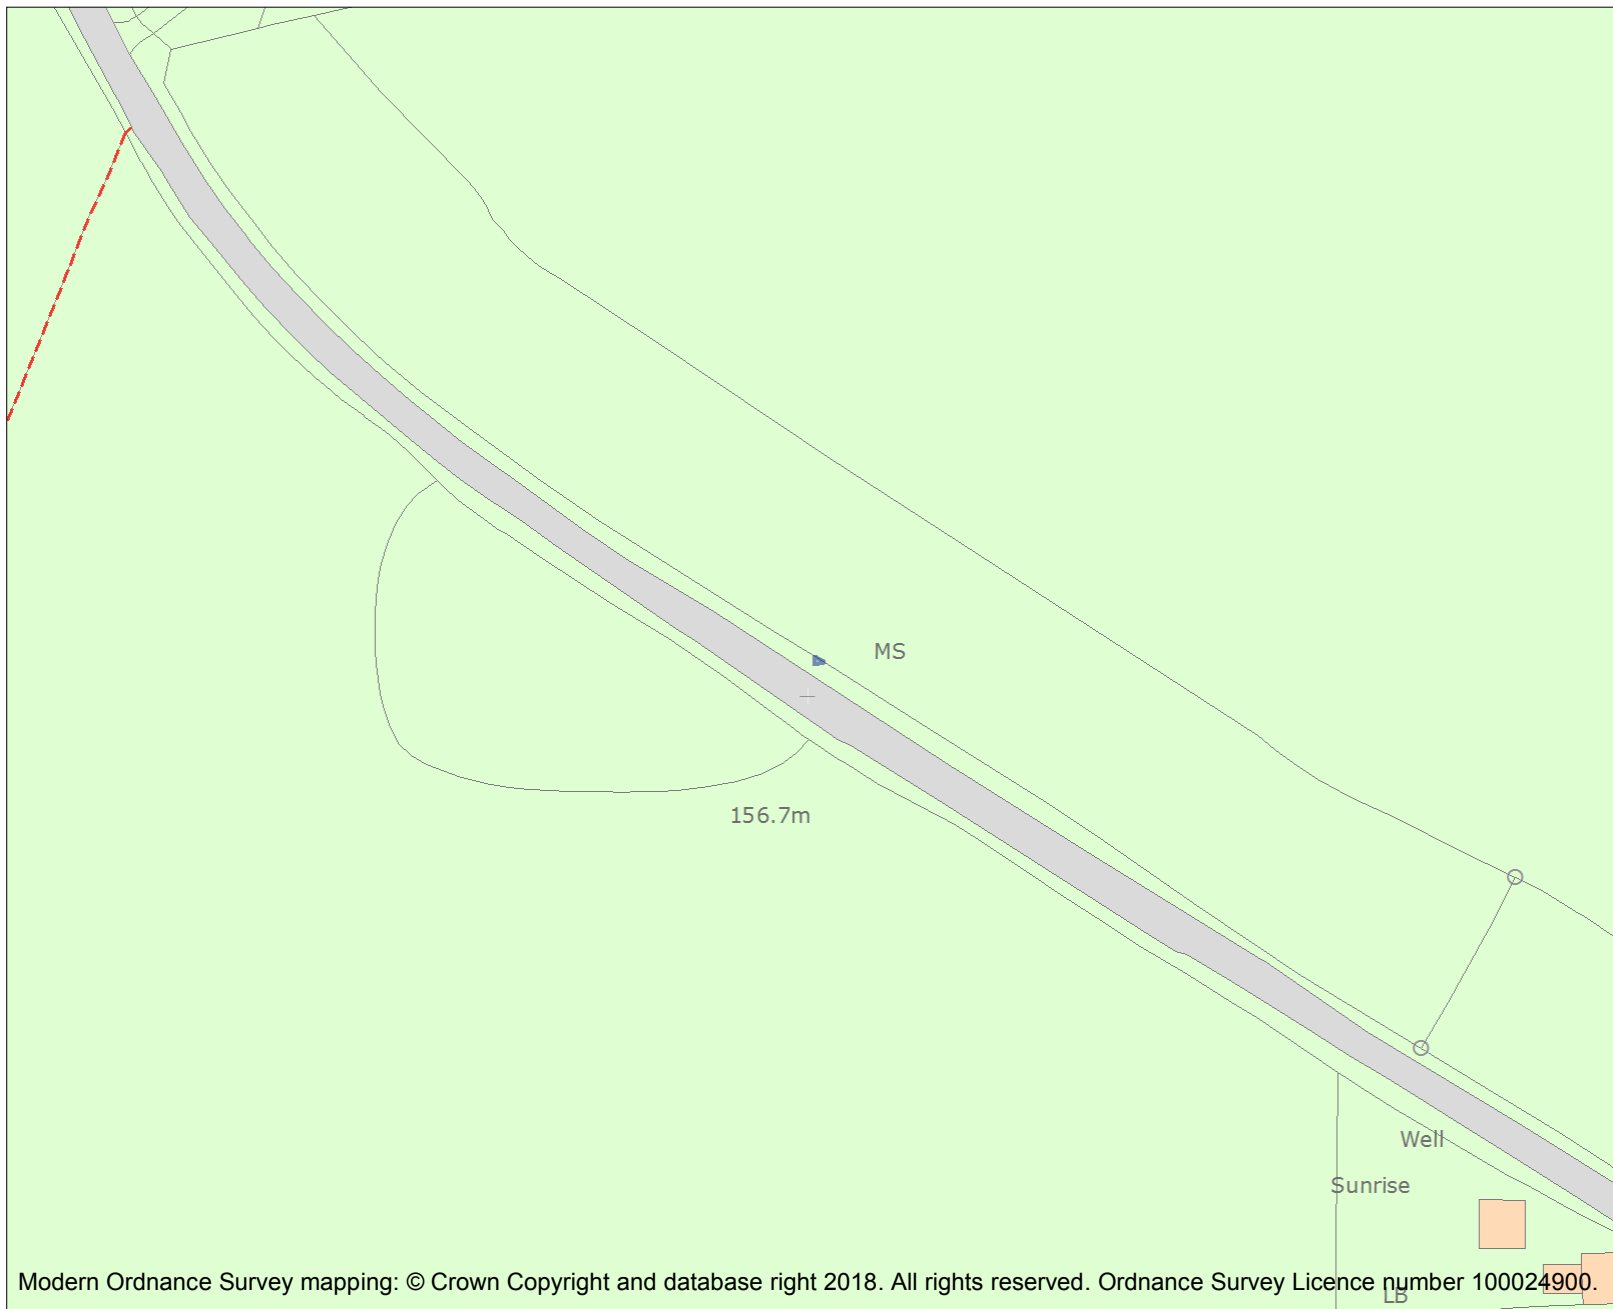 MS
156.7m
Well
Sunrise
Modern Ordnance Survey mapping: © Crown Copyright and database right 2018. All rights reserved. Ordnance Survey Licence number 100024900.
LB